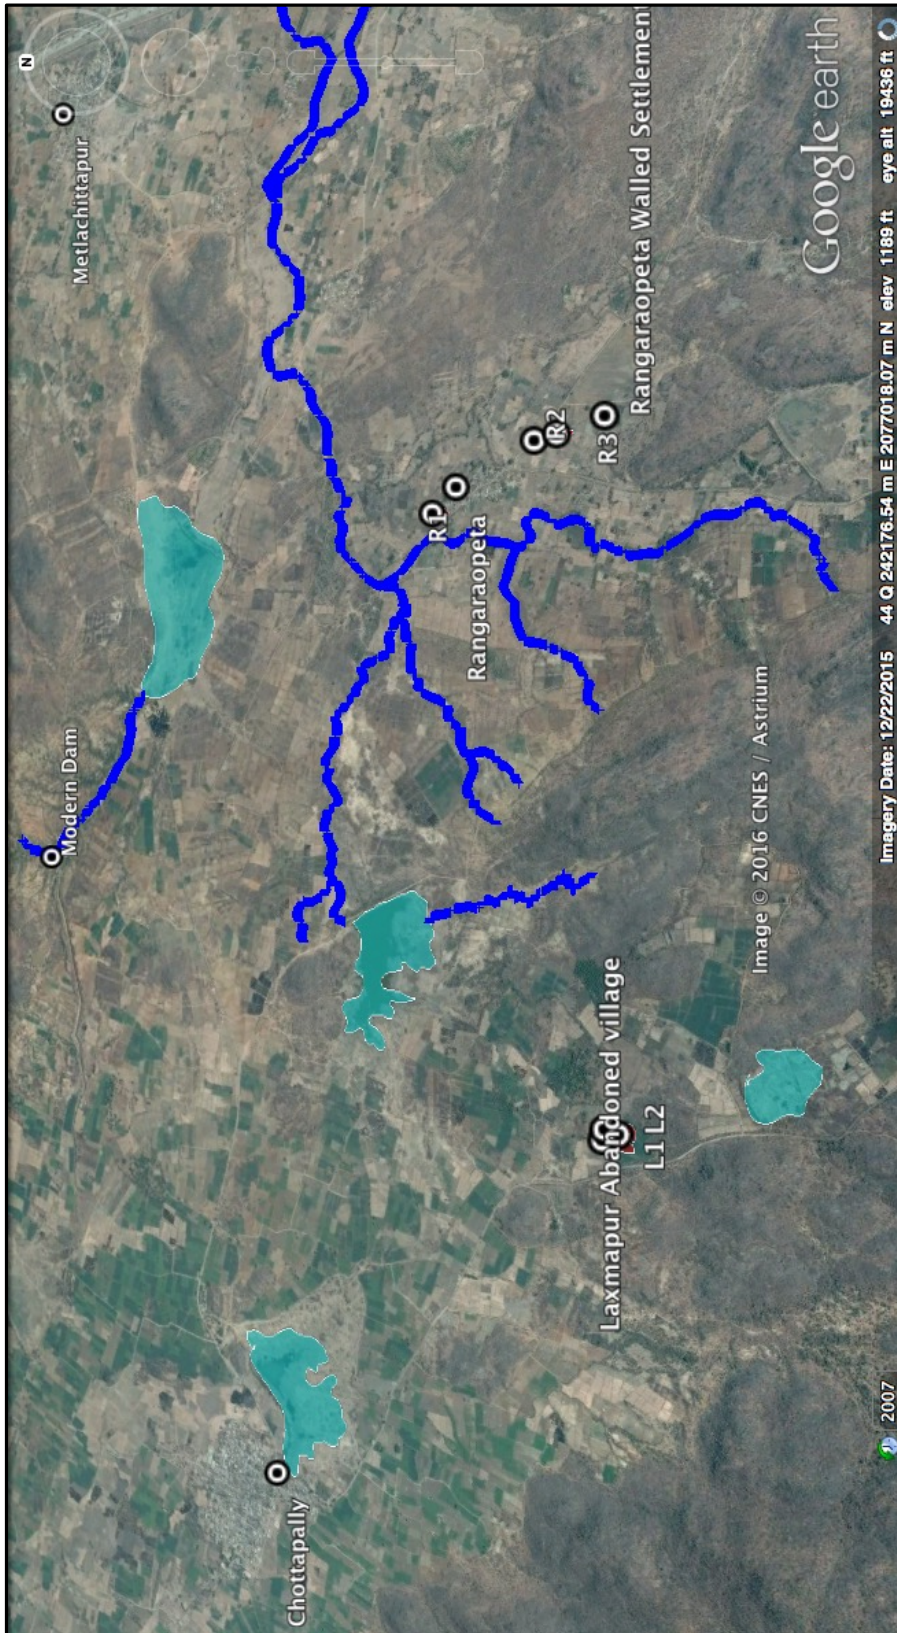 N
Metlachittapur
Modern Dam
Chottapally
R1
Rangaraopeta
R2
R3
Rangaraopeta Walled Settlement
Laxmapur Abandoned village
L1 L2
Image © 2016 CNES / Astrium
Google earth
2007
Imagery Date: 12/22/2015 44 Q 242176.54 m E 2077018.07 m N elev 1189 ft eye alt 19436 ft